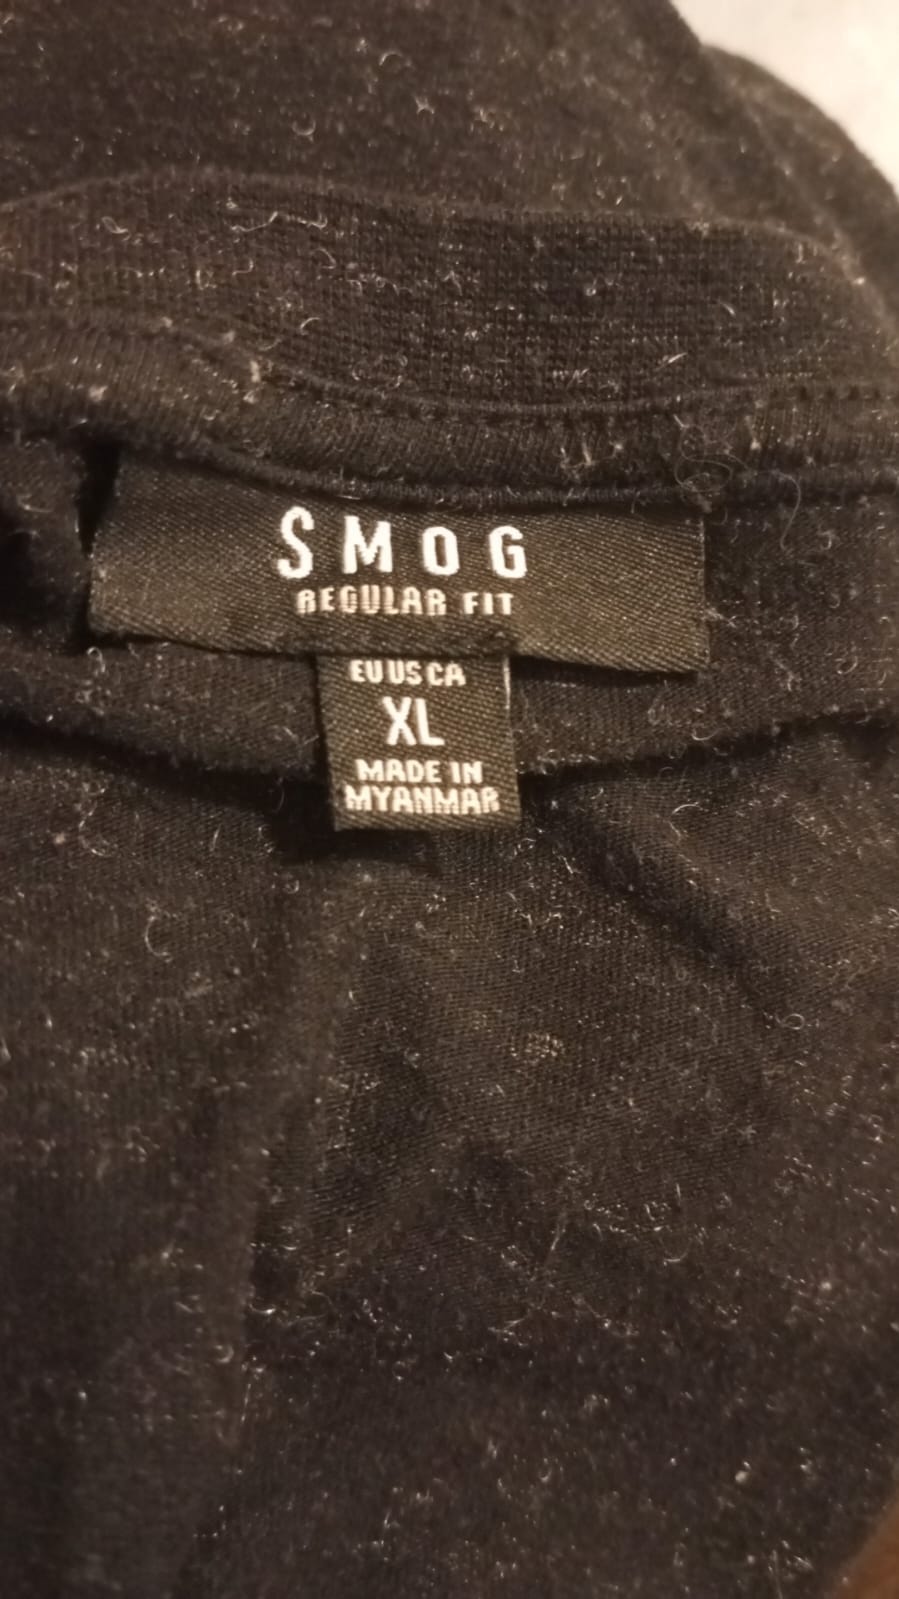 SMOG
REGULAR FIT
EU US CA
XL
MADE IN
MYANMAR